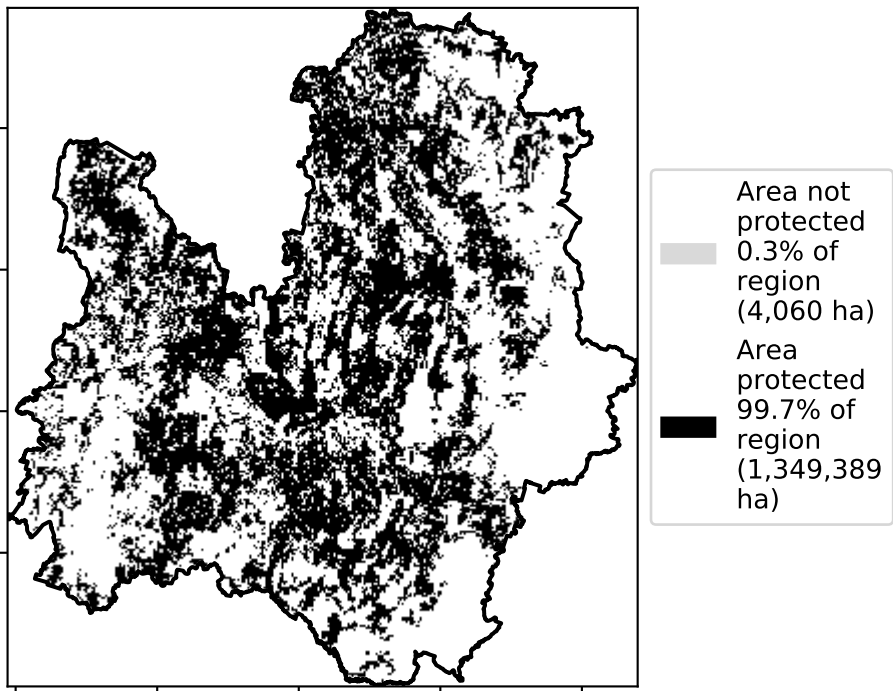 Area not
protected
0.3% of
region
(4,060 ha)
Area
protected
99.7% of
region
(1,349,389
ha)